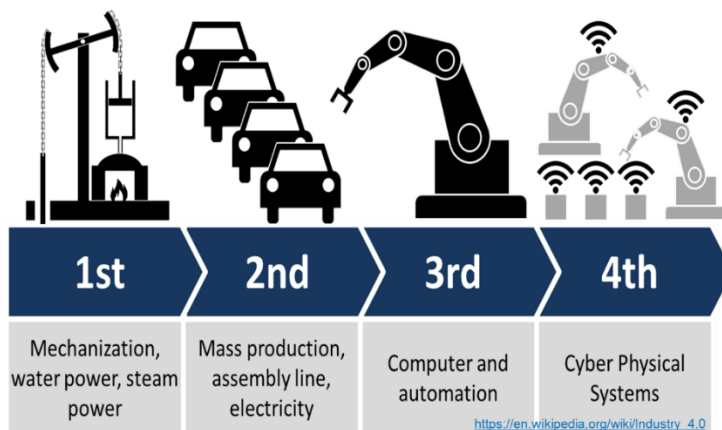 1st
2nd
3rd
4th
Mechanization,
water power, steam
power
Mass production,
assembly line,
electricity
Computer and
automation
Cyber Physical
Systems
https://en.wikipedia.org/wiki/Industry_4.0